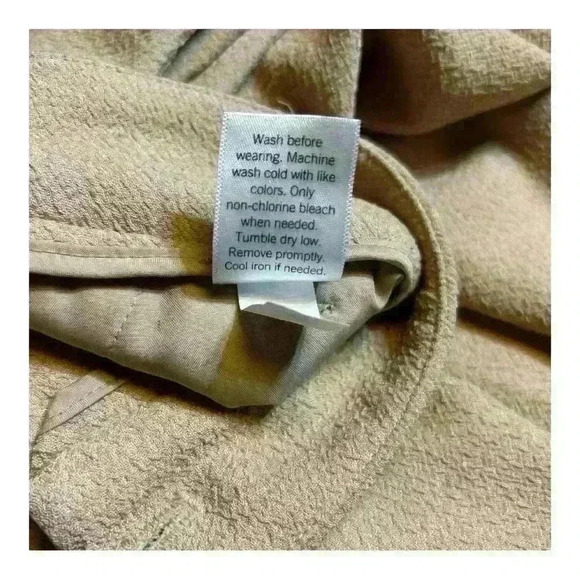 Wash before
wearing. Machine
wash cold with like
colors. Only
non-chlorine bleach
when needed.
Tumble dry low.
Remove promptly.
Cool iron if needed.